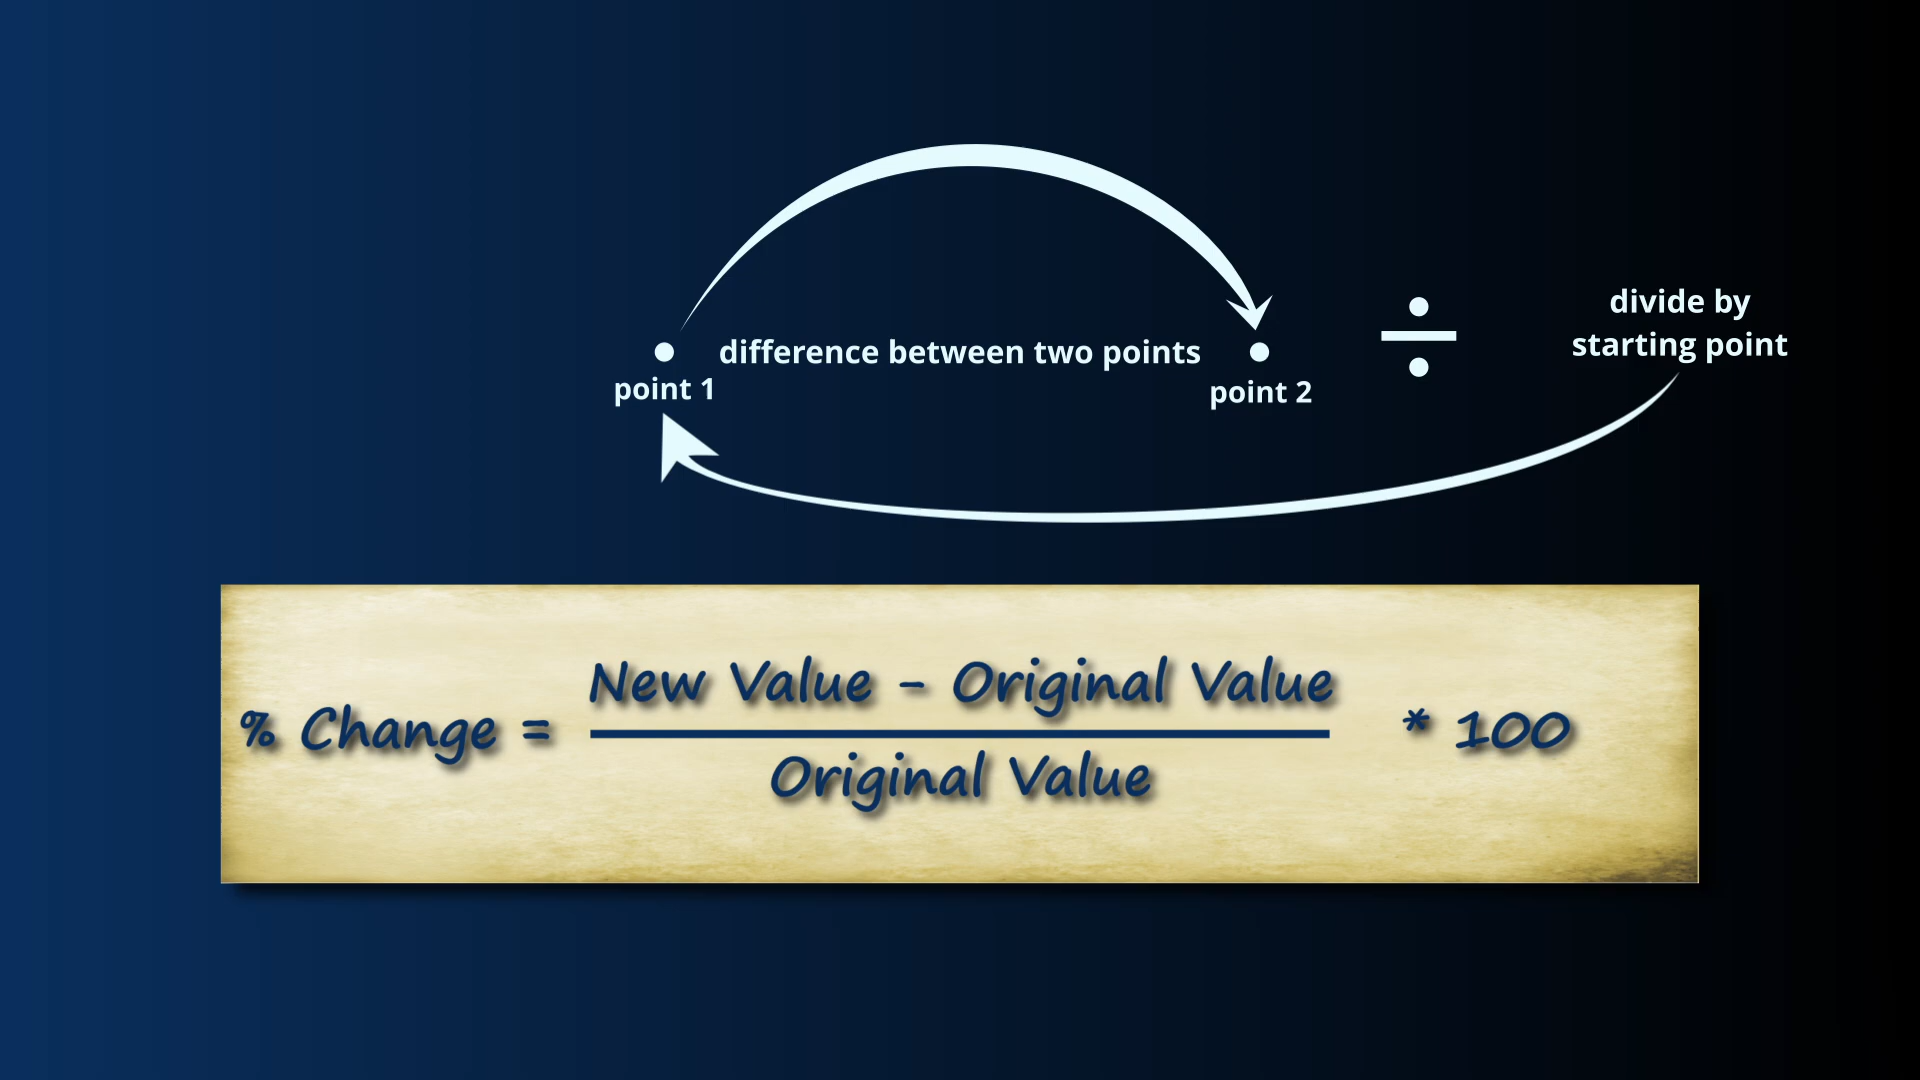 divide by
starting point
difference between two points
point 1
point 2
÷
New Value - Original Value
% Change =
* 100
Original Value